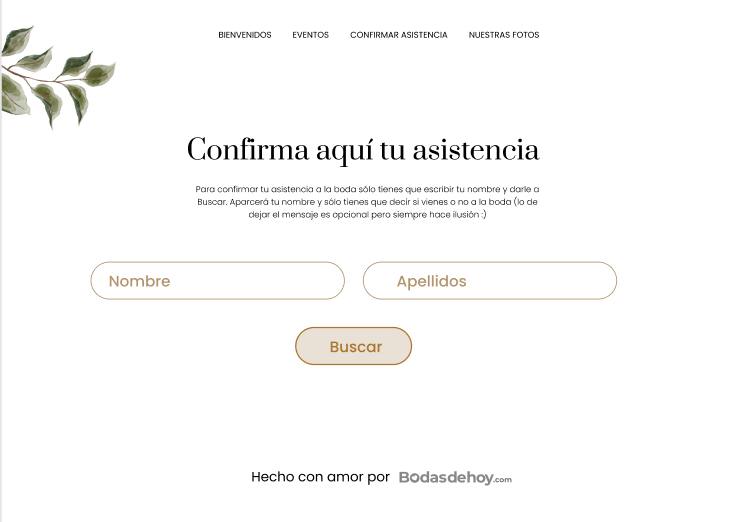 BIENVENIDOS EVENTOS CONFIRMAR ASISTENCIA NUESTRAS FOTOS
Confirma aquí tu asistencia
Para confirmar tu asistencia a la boda sólo tienes que escribir tu nombre y darle a
Buscar. Aparcerá tu nombre y sólo tienes que decir si vienes o no a la boda (lo de
dejar el mensaje es opcional pero siempre hace ilusión :)
Nombre Apellidos
Buscar
Hecho con amor por Bodasdehoy.com